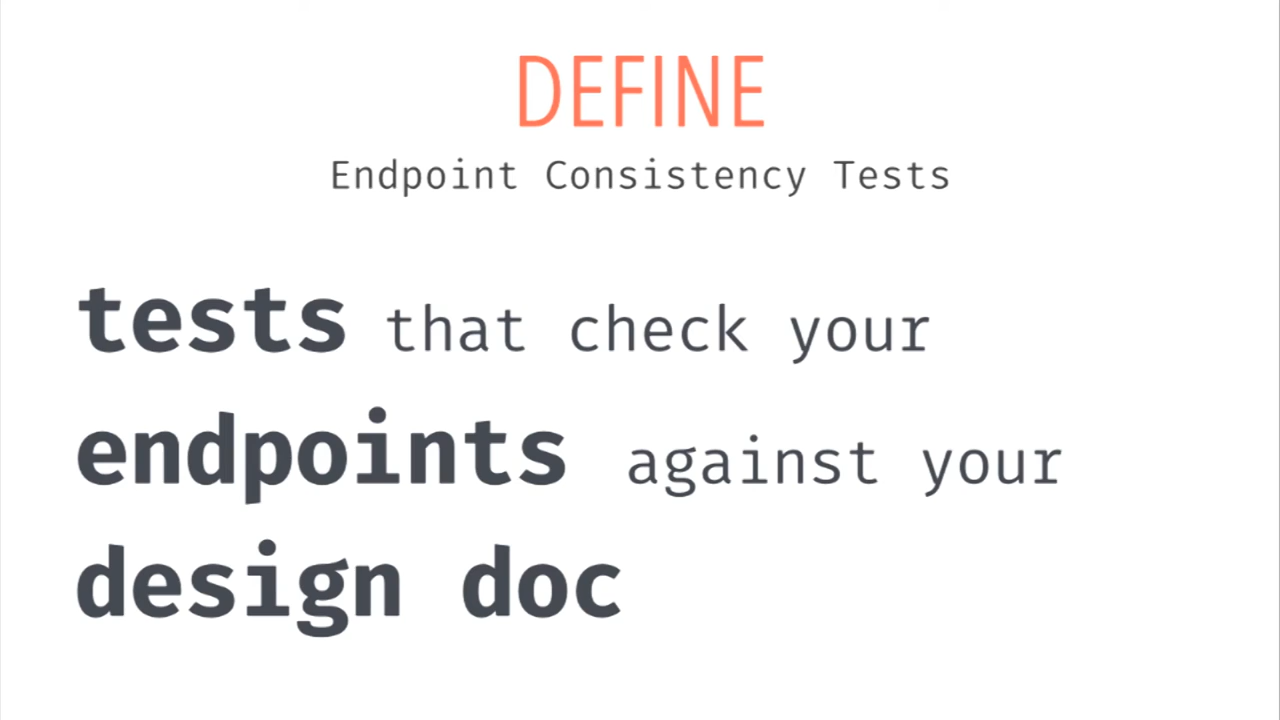 DEFINE
Endpoint Consistency Tests
tests that check your
endpoints against your
design doc